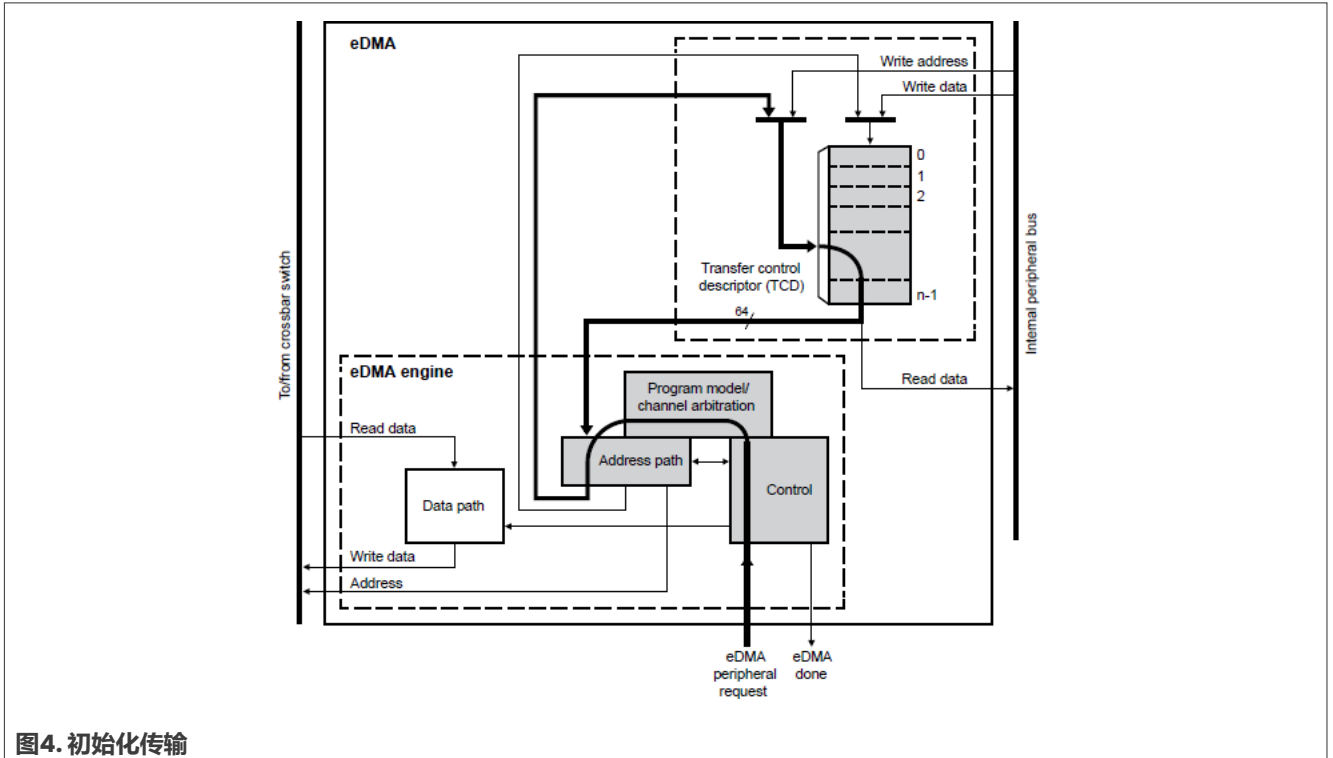 eDMA
Write address
Write data
0
1
2
n-1
Transfer control
descriptor (TCD)
64
To/from crossbar switch
Internal peripheral bus
eDMA engine
Program model/
channel arbitration
Read data
Read data
Address path
Control
Data path
Write data
Address
eDMA
peripheral
request
eDMA
done
图4. 初始化传输